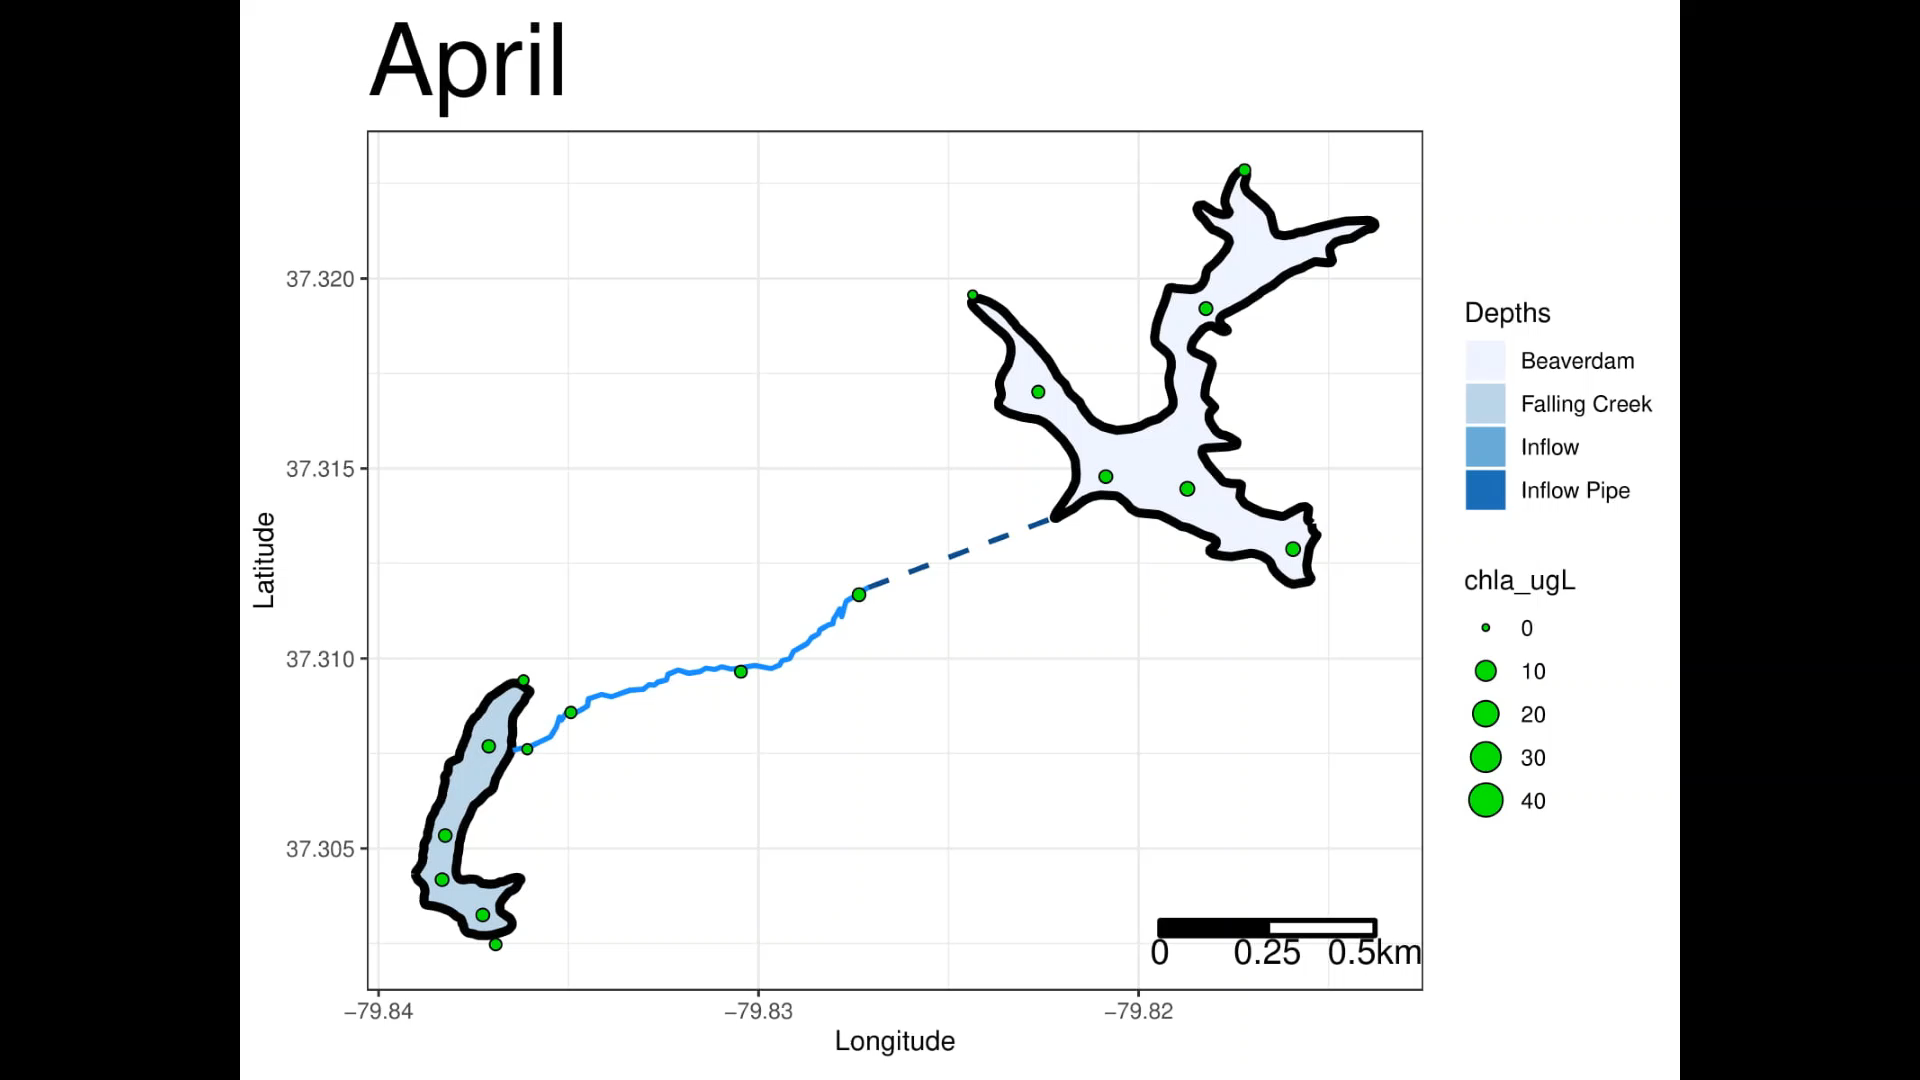 April
37.320
37.315
37.310
37.305
Latitude
−79.84
−79.83
−79.82
Longitude
0 0.25 0.5km
Depths
Beaverdam
Falling Creek
Inflow
Inflow Pipe
chla_ugL
0
10
20
30
40